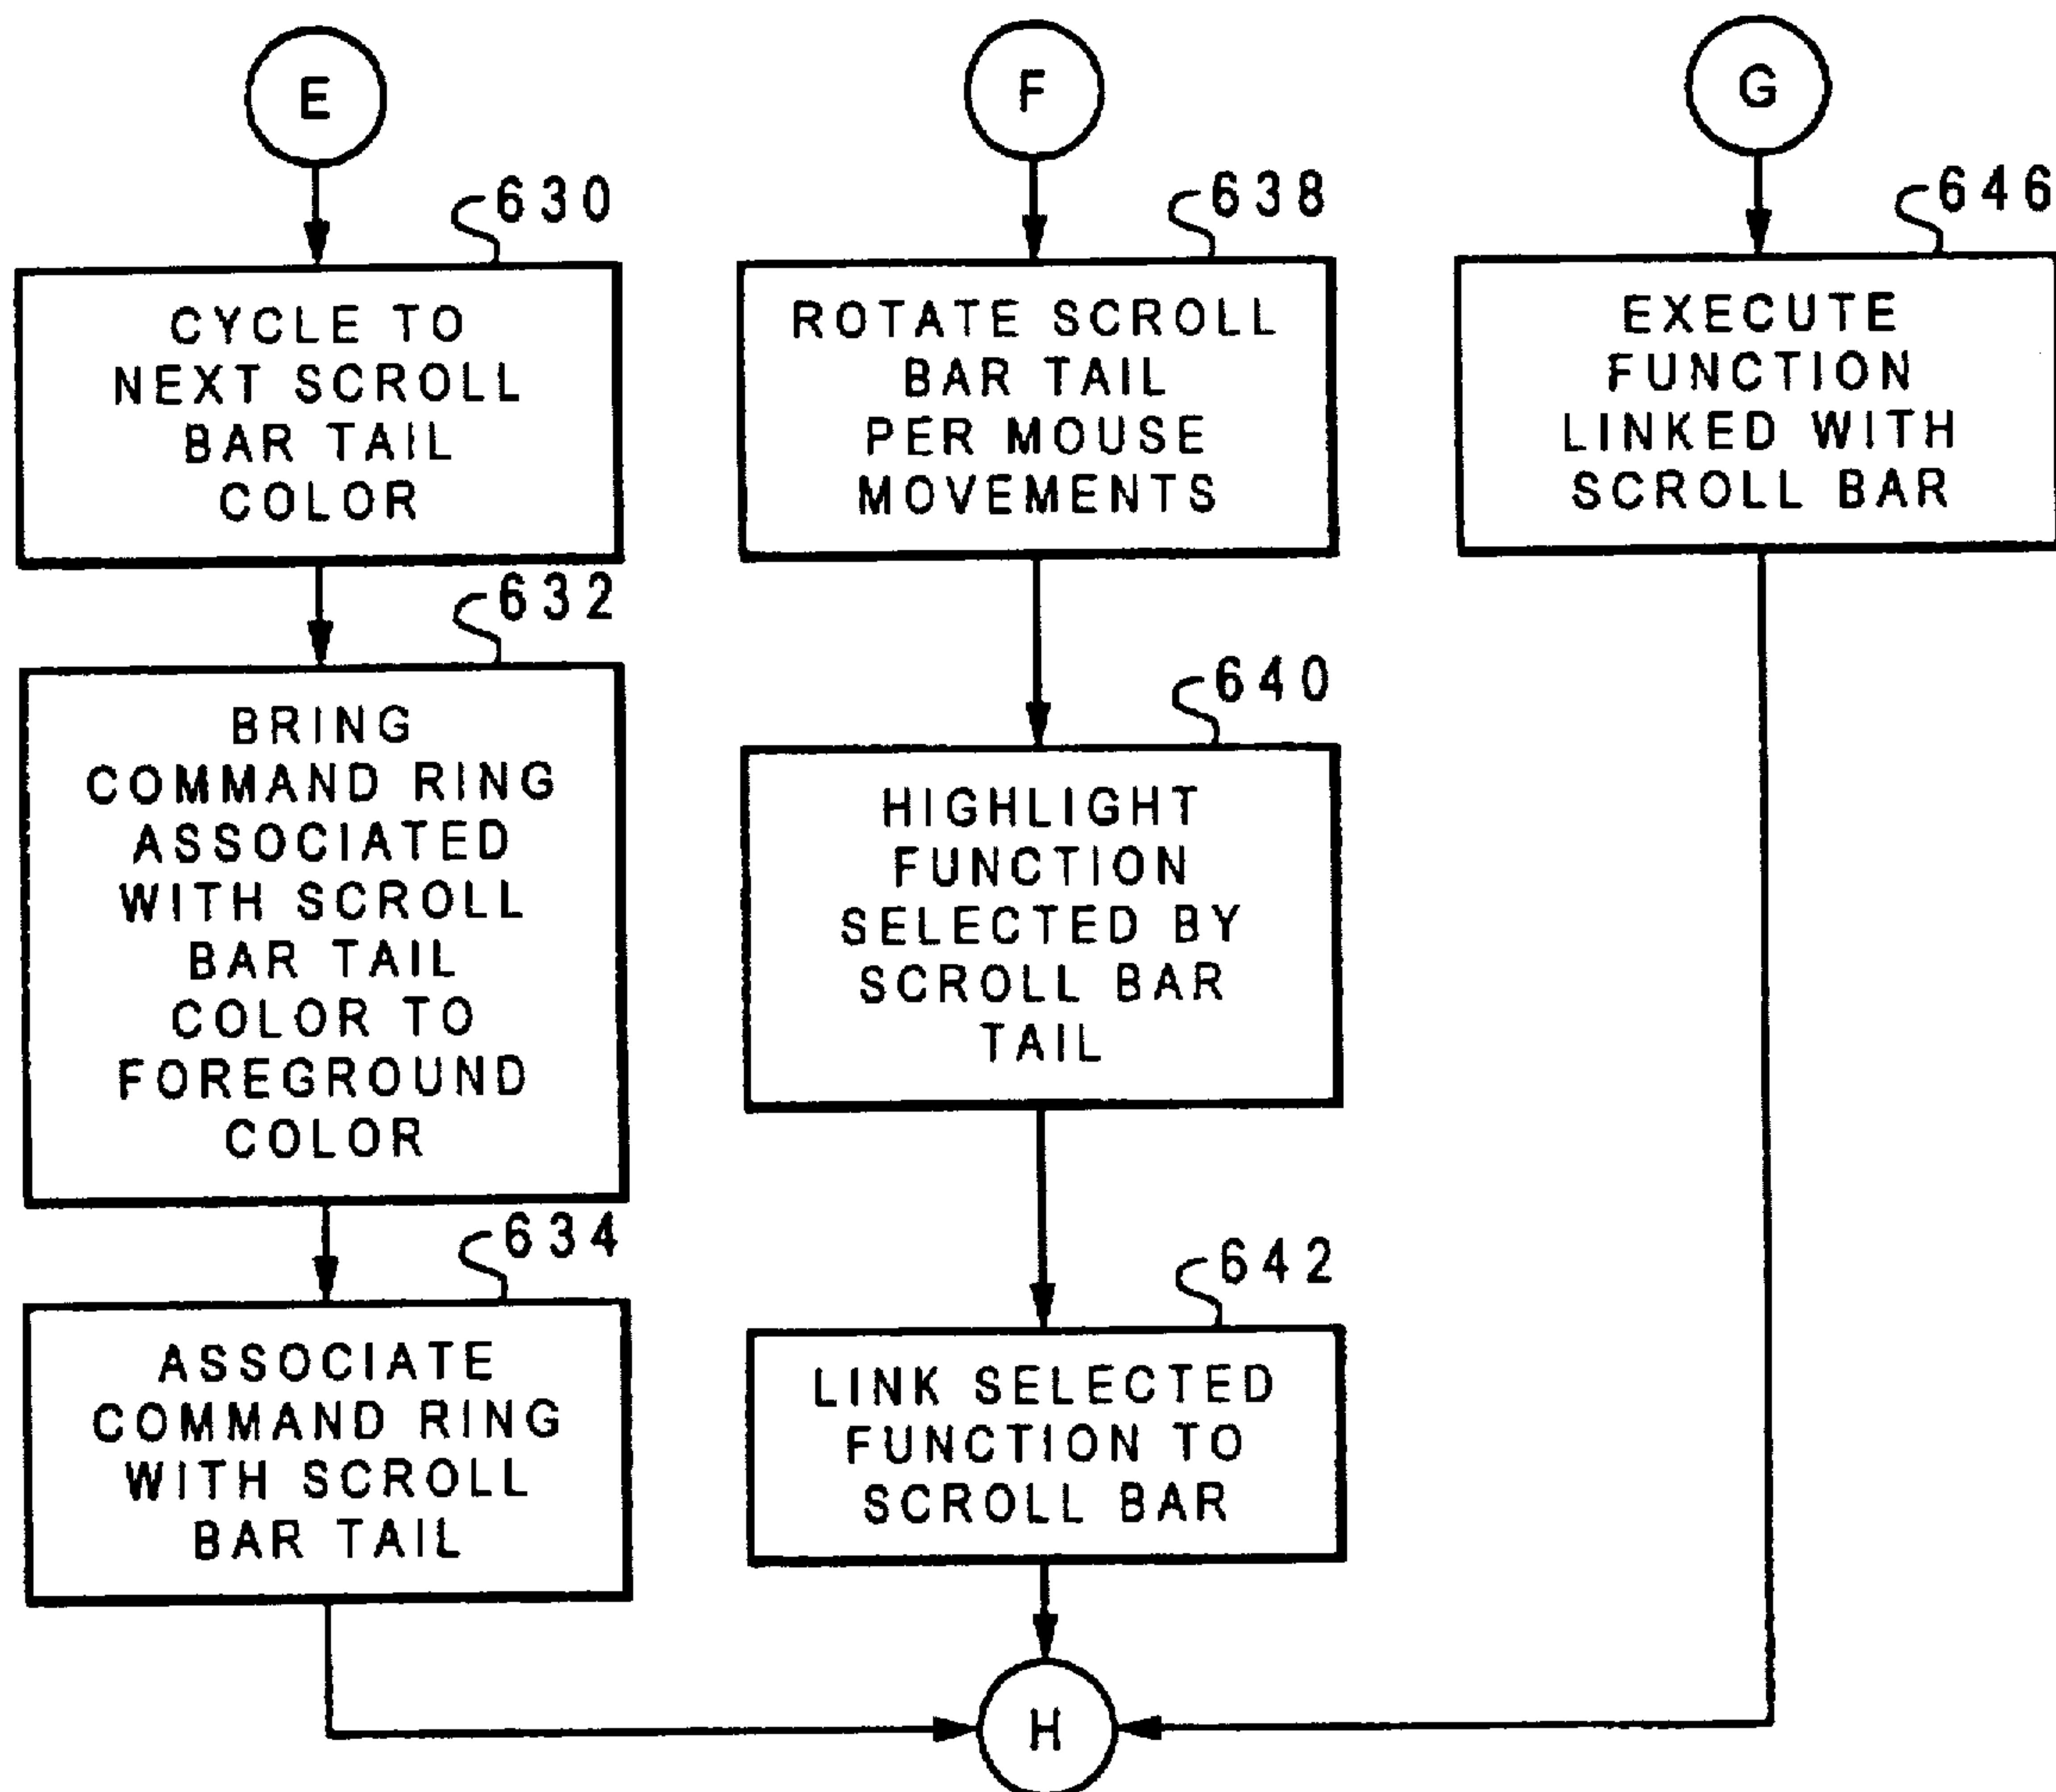 E
630
CYCLE TO
NEXT SCROLL
BAR TAIL
COLOR
632
BRING
COMMAND RING
ASSOCIATED
WITH SCROLL
BAR TAIL
COLOR TO
FOREGROUND
COLOR
634
ASSOCIATE
COMMAND RING
WITH SCROLL
BAR TAIL
F
638
ROTATE SCROLL
BAR TAIL
PER MOUSE
MOVEMENTS
640
HIGHLIGHT
FUNCTION
SELECTED BY
SCROLL BAR
TAIL
642
LINK SELECTED
FUNCTION TO
SCROLL BAR
G
646
EXECUTE
FUNCTION
LINKED WITH
SCROLL BAR
H